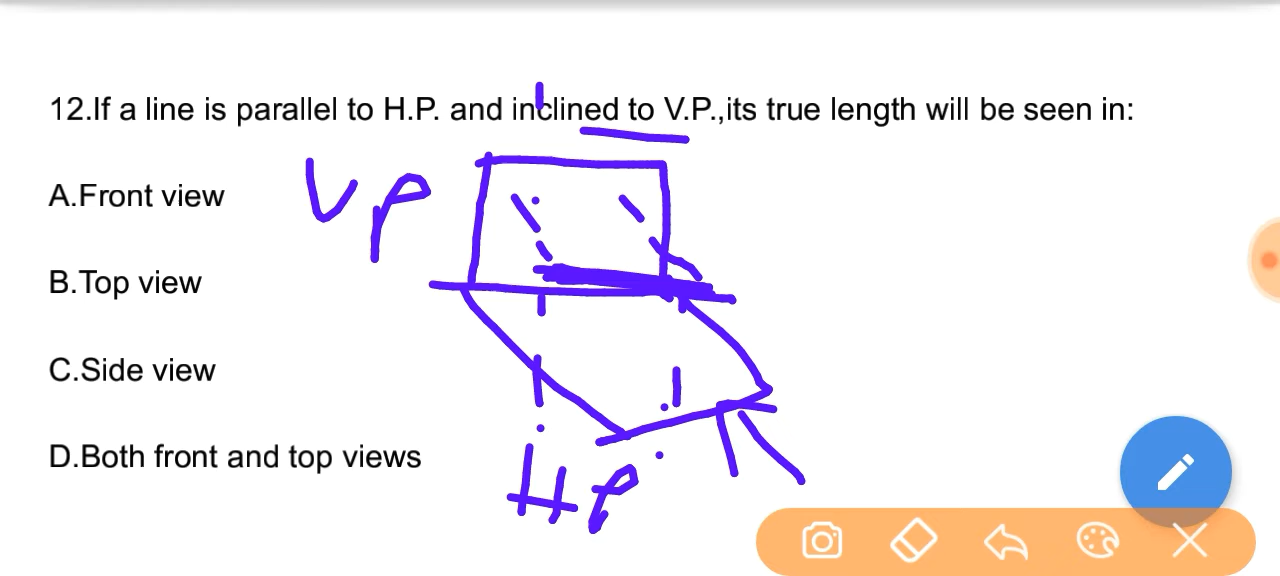 12.If a line is parallel to H.P. and inclined to V.P.,its true length will be seen in:
A.Front view
VP
B.Top view
C.Side view
D.Both front and top views
HP